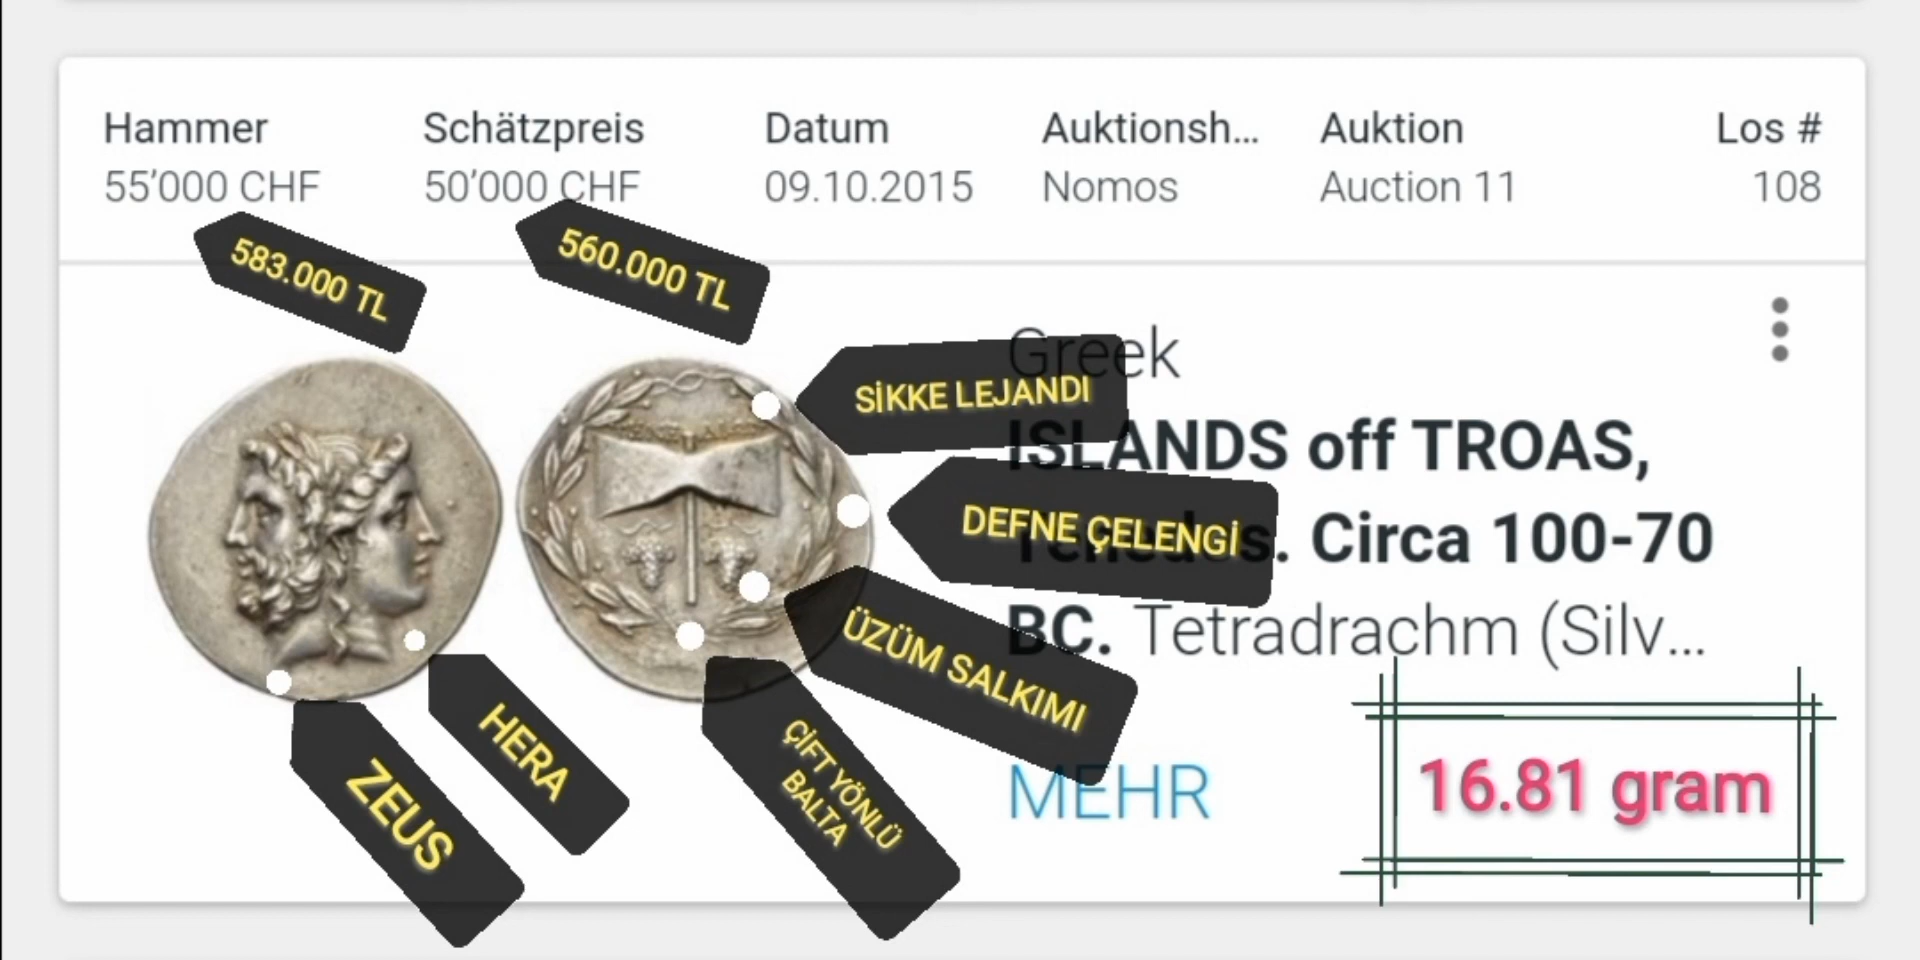 Hammer
Schätzpreis
Datum
Auktionsh...
Auktion
Los #
55'000 CHF
50'000 CHF
09.10.2015
Nomos
Auction 11
108
583.000 TL
560.000 TL
Greek
SİKKE LEJANDI
ISLANDS off TROAS,
DEFNE ÇELENGİ
Tenedos. Circa 100-70
ÜZÜM SALKIMI
BC. Tetradrachm (Silv...
HERA
ZEUS
ÇİFT YÖNLÜ
BALTA
MEHR
16.81 gram